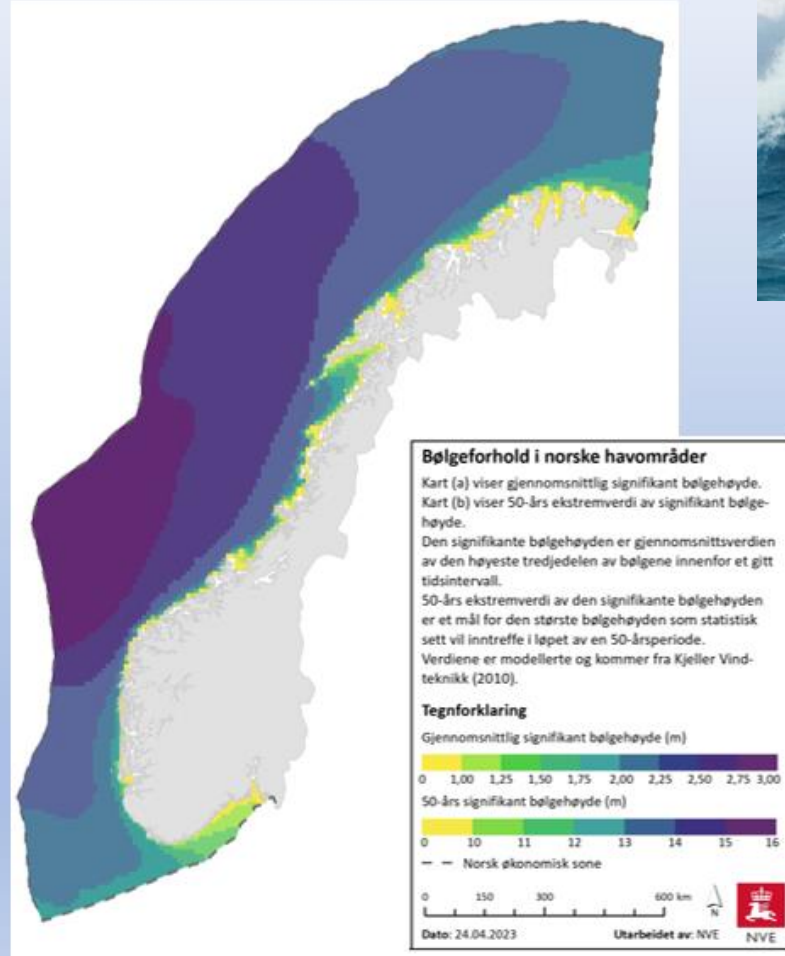 Bølgeforhold i norske havområder
Kart (a) viser gjennomsnittlig signifikant bølgehøyde.
Kart (b) viser 50-års ekstremverdi av signifikant bølge-
høyde.
Den signifikante bølgehøyden er gjennomsnittsverdien
av den høyeste tredjedelen av bølgene innenfor et gitt
tidsintervall.
50-års ekstremverdi av den signifikante bølgehøyden
er et mål for den største bølgehøyden som statistisk
sett vil inntreffe i løpet av en 50-årsperiode.
Verdiene er modellerte og kommer fra Kjeller Vind-
teknikk (2010).
Tegnforklaring
Gjennomsnittlig signifikant bølgehøyde (m)
0 1,00 1,25 1,50 1,75 2,00 2,25 2,50 2,75 3,00
50-års signifikant bølgehøyde (m)
0 10 11 12 13 14 15 16
Norsk økonomisk sone
0 150 300 600 km
N
Dato: 24.04.2023 Utarbeidet av: NVE
NVE